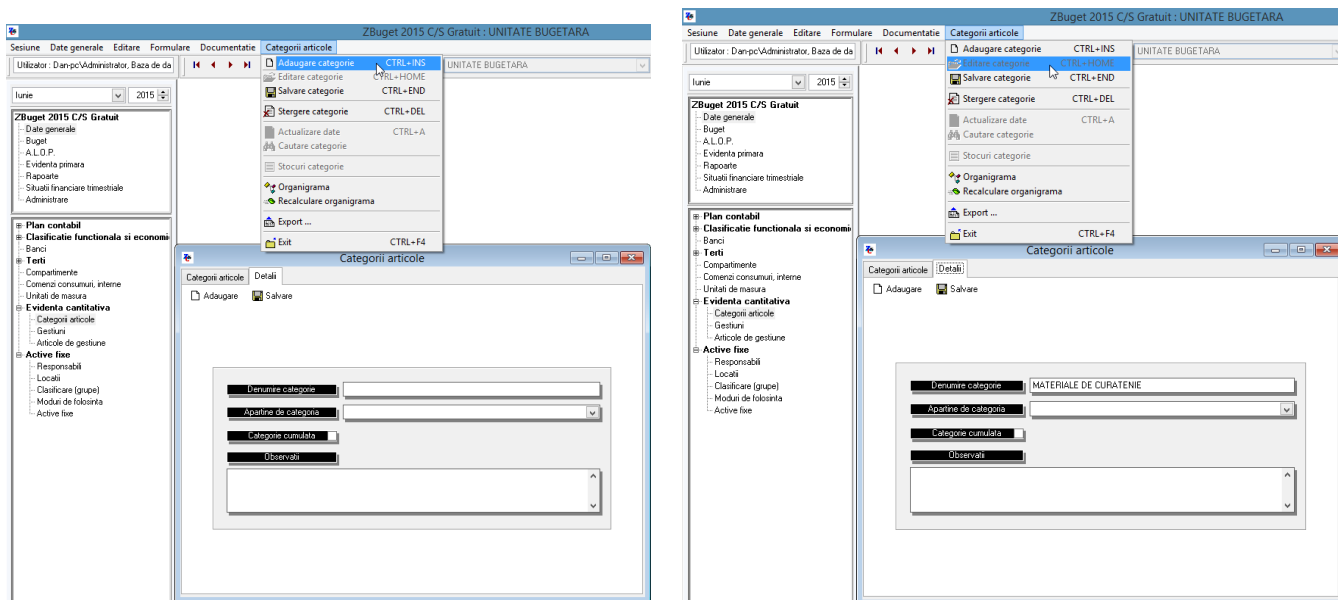 ZBuget 2015 C/S Gratuit : UNITATE BUGETARA
Sesiune Date generale Editare Formulare Documentatie Categorii articole
Utilizator : Dan-pc\Administrator, Baza de da
UNITATE BUGETARA
Adaugare categorie CTRL+INS
Editare categorie CTRL+HOME
Salvare categorie CTRL+END
Stergere categorie CTRL+DEL
Actualizare date CTRL+A
Cautare categorie
Stocuri categorie
Organigrama
Recalculare organigrama
Export ...
Exit CTRL+F4
Iunie 2015
ZBuget 2015 C/S Gratuit
Date generale
Buget
A.L.O.P.
Evidenta primara
Rapoarte
Situatii financiare trimestriale
Administrare
Plan contabil
Clasificatie functionala si economi
Banci
Terti
Compartimente
Comenzi consumuri, interne
Unitati de masura
Evidenta cantitativa
Categorii articole
Gestiuni
Articole de gestiune
Active fixe
Responsabili
Locatii
Clasificare (grupe)
Moduri de folosinta
Active fixe
Categorii articole
Categorii articole Detalii
Adaugare Salvare
Denumire categorie
Apartine de categoria
Categorie cumulata
Observatii
ZBuget 2015 C/S Gratuit : UNITATE BUGETARA
Sesiune Date generale Editare Formulare Documentatie Categorii articole
Utilizator : Dan-pc\Administrator, Baza de da
UNITATE BUGETARA
Adaugare categorie CTRL+INS
Editare categorie CTRL+HOME
Salvare categorie CTRL+END
Stergere categorie CTRL+DEL
Actualizare date CTRL+A
Cautare categorie
Stocuri categorie
Organigrama
Recalculare organigrama
Export ...
Exit CTRL+F4
Iunie 2015
ZBuget 2015 C/S Gratuit
Date generale
Buget
A.L.O.P.
Evidenta primara
Rapoarte
Situatii financiare trimestriale
Administrare
Plan contabil
Clasificatie functionala si economi
Banci
Terti
Compartimente
Comenzi consumuri, interne
Unitati de masura
Evidenta cantitativa
Categorii articole
Gestiuni
Articole de gestiune
Active fixe
Responsabili
Locatii
Clasificare (grupe)
Moduri de folosinta
Active fixe
Categorii articole
Categorii articole Detalii
Adaugare Salvare
Denumire categorie MATERIALE DE CURATENIE
Apartine de categoria
Categorie cumulata
Observatii